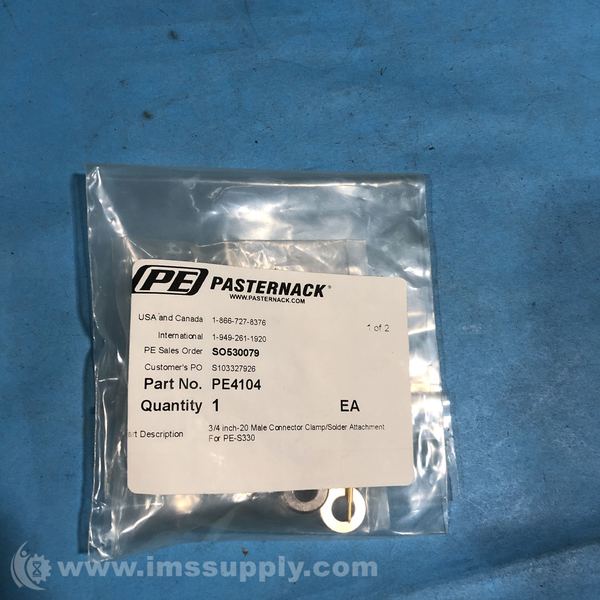 PE PASTERNACK®
WWW.PASTERNACK.COM
USA and Canada 1-866-727-8376
1 of 2
International 1-949-261-1920
PE Sales Order SO530079
Customer's PO S103327926
Part No. PE4104
Quantity 1 EA
art Description 3/4 inch-20 Male Connector Clamp/Solder Attachment
For PE-S330
www.imssupply.com